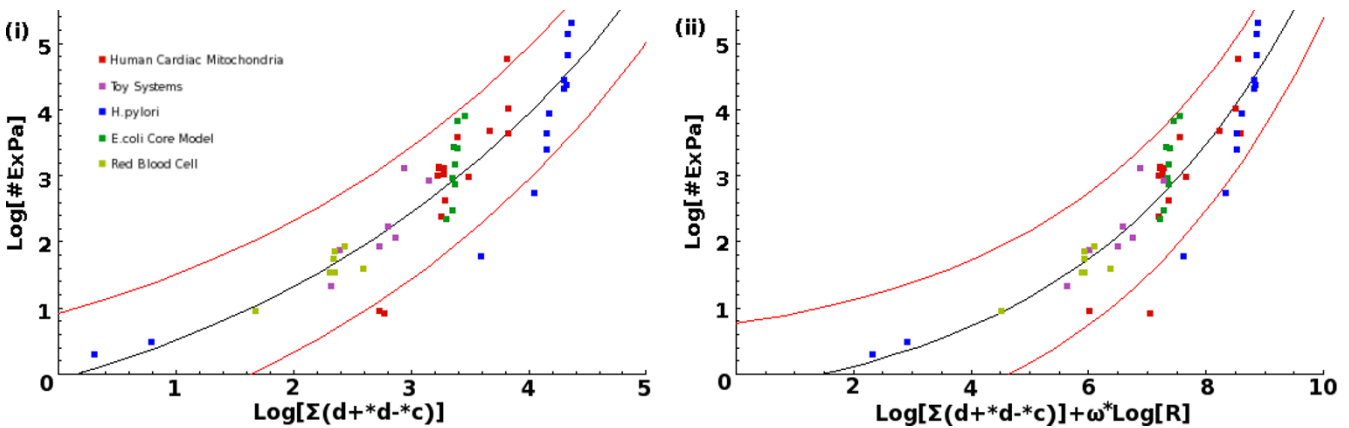 (i)
Log[#ExPa]
5
4
3
2
1
0
Human Cardiac Mitochondria
Toy Systems
H.pylori
E.coli Core Model
Red Blood Cell
1 2 3 4 5
Log[Σ(d+*d-*c)]
(ii)
Log[#ExPa]
5
4
3
2
1
0
2 4 6 8 10
Log[Σ(d+*d-*c)]+ω*Log[R]